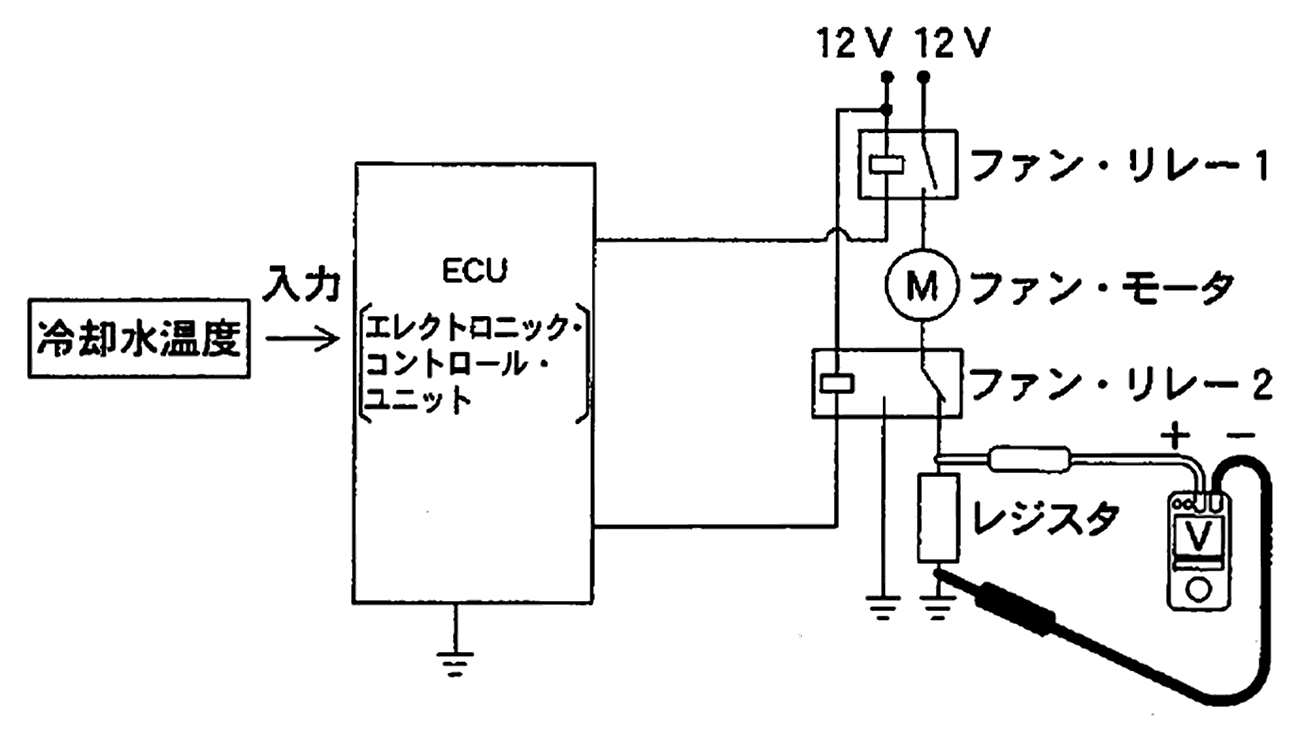 12V 12V
ファン・リレー1
ECU
エレクトロニック・
コントロール・
ユニット
入力
冷却水温度
M
ファン・モータ
ファン・リレー2
+ −
レジスタ
V